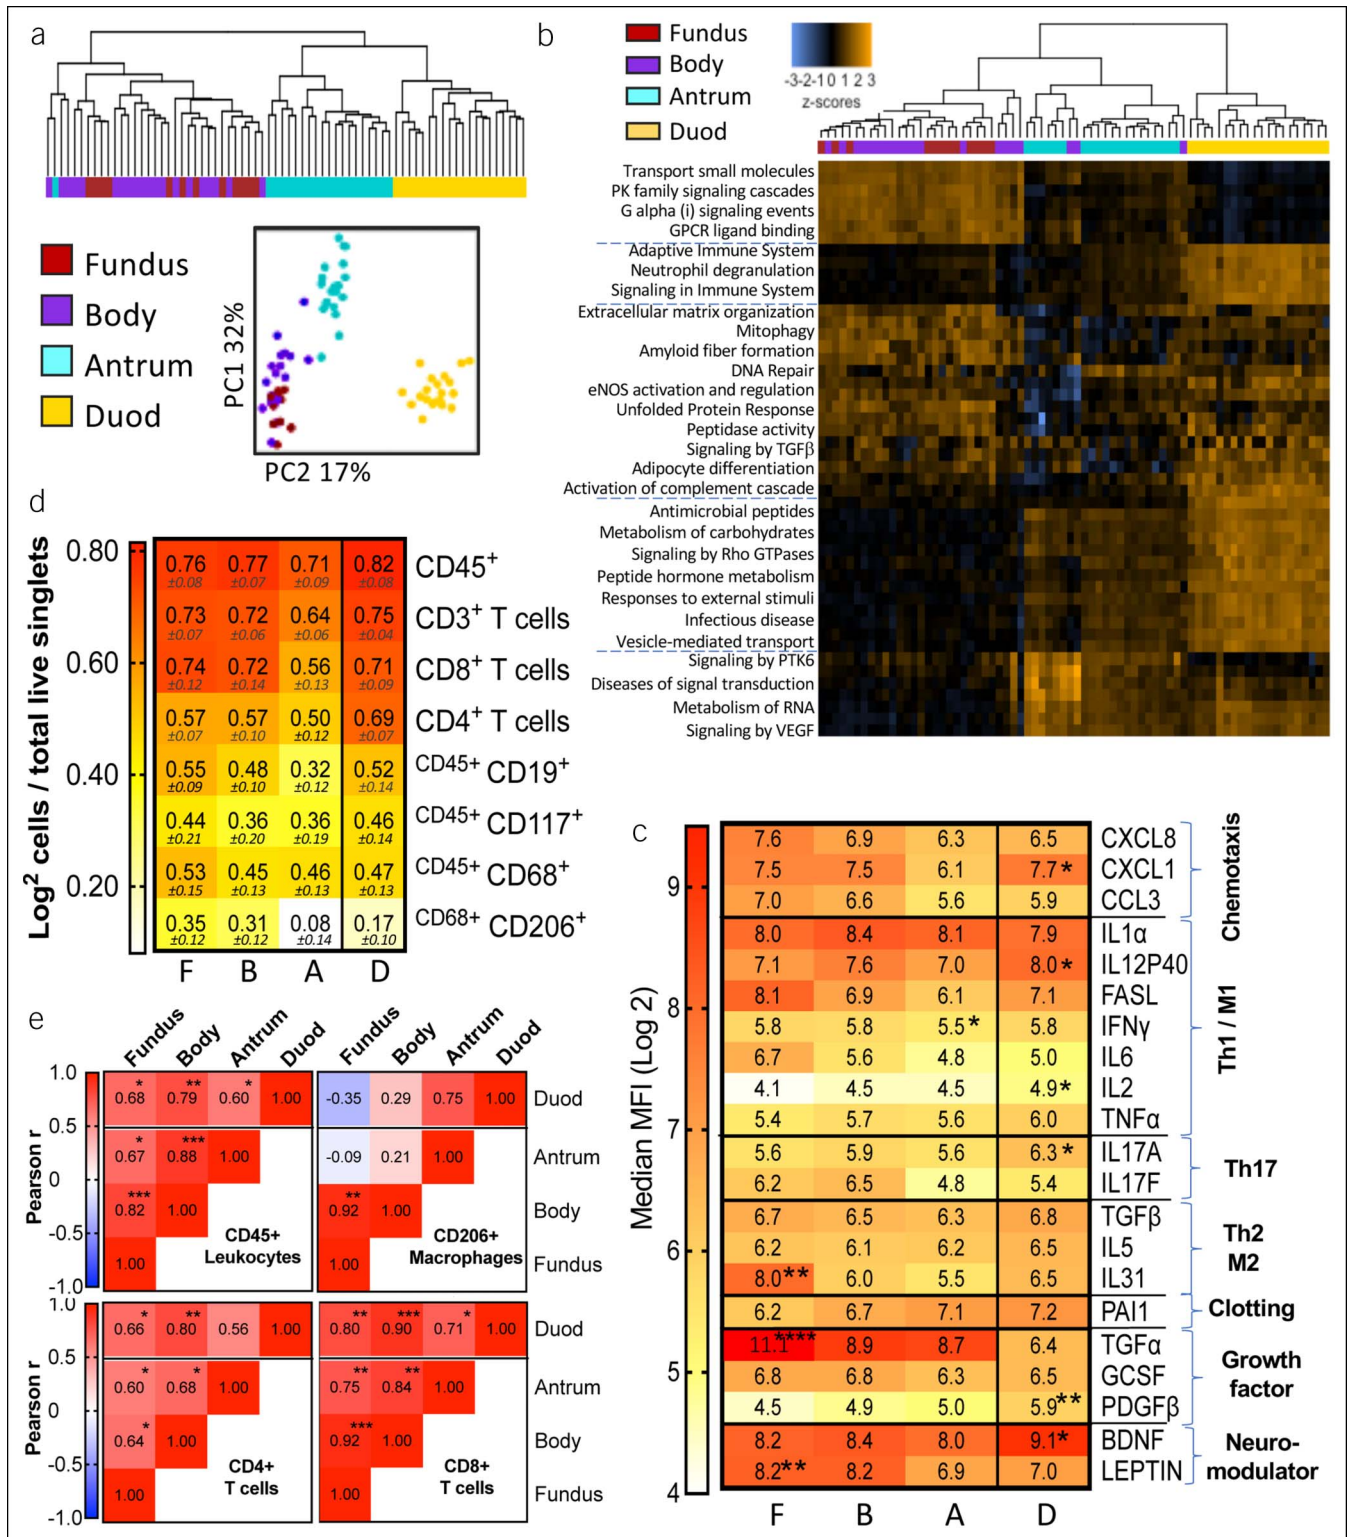 a
Fundus
Body
Antrum
Duod
PC1 32%
PC2 17%
b
Fundus
Body
Antrum
Duod
-3-2-1 0 1 2 3
z-scores
Transport small molecules
PK family signaling cascades
G alpha (i) signaling events
GPCR ligand binding
Adaptive Immune System
Neutrophil degranulation
Signaling in Immune System
Extracellular matrix organization
Mitophagy
Amyloid fiber formation
DNA Repair
eNOS activation and regulation
Unfolded Protein Response
Peptidase activity
Signaling by TGFβ
Adipocyte differentiation
Activation of complement cascade
Antimicrobial peptides
Metabolism of carbohydrates
Signaling by Rho GTPases
Peptide hormone metabolism
Responses to external stimuli
Infectious disease
Vesicle-mediated transport
Signaling by PTK6
Diseases of signal transduction
Metabolism of RNA
Signaling by VEGF
d
Log² cells / total live singlets
0.80
0.60
0.40
0.20
0.76 0.77 0.71 0.82 CD45⁺
±0.08 ±0.07 ±0.09 ±0.08
0.73 0.72 0.64 0.75 CD3⁺ T cells
±0.07 ±0.06 ±0.06 ±0.04
0.74 0.72 0.56 0.71 CD8⁺ T cells
±0.12 ±0.14 ±0.13 ±0.09
0.57 0.57 0.50 0.69 CD4⁺ T cells
±0.07 ±0.10 ±0.12 ±0.07
0.55 0.48 0.32 0.52 CD45+ CD19⁺
±0.09 ±0.10 ±0.12 ±0.14
0.44 0.36 0.36 0.46 CD45+ CD117⁺
±0.21 ±0.20 ±0.19 ±0.14
0.53 0.45 0.46 0.47 CD45+ CD68⁺
±0.15 ±0.13 ±0.13 ±0.13
0.35 0.31 0.08 0.17 CD68+ CD206⁺
±0.12 ±0.12 ±0.14 ±0.10
F B A D
c
Median MFI (Log 2)
9
8
7
6
5
4
7.6 6.9 6.3 6.5 CXCL8
7.5 7.5 6.1 7.7* CXCL1
7.0 6.6 5.6 5.9 CCL3
Chemotaxis
8.0 8.4 8.1 7.9 IL1α
7.1 7.6 7.0 8.0* IL12P40
8.1 6.9 6.1 7.1 FASL
5.8 5.8 5.5* 5.8 IFNγ
6.7 5.6 4.8 5.0 IL6
4.1 4.5 4.5 4.9* IL2
5.4 5.7 5.6 6.0 TNFα
Th1 / M1
5.6 5.9 5.6 6.3* IL17A
6.2 6.5 4.8 5.4 IL17F
Th17
6.7 6.5 6.3 6.8 TGFβ
6.2 6.1 6.2 6.5 IL5
8.0** 6.0 5.5 6.5 IL31
Th2
M2
6.2 6.7 7.1 7.2 PAI1
Clotting
11.1**** 8.9 8.7 6.4 TGFα
6.8 6.8 6.3 6.5 GCSF
4.5 4.9 5.0 5.9** PDGFβ
Growth
factor
8.2 8.4 8.0 9.1* BDNF
8.2** 8.2 6.9 7.0 LEPTIN
Neuro-
modulator
F B A D
e
Fundus Body Antrum Duod Fundus Body Antrum Duod
Pearson r
1.0
0.5
0
-0.5
-1.0
0.68* 0.79** 0.60* 1.00
0.67* 0.88*** 1.00
0.82*** 1.00
1.00
CD45+
Leukocytes
-0.35 0.29 0.75 1.00 Duod
-0.09 0.21 1.00 Antrum
0.92** 1.00 Body
1.00 Fundus
CD206+
Macrophages
Pearson r
1.0
0.5
0
-0.5
-1.0
0.66* 0.80** 0.56 1.00
0.60* 0.68* 1.00
0.64* 1.00
1.00
CD4+
T cells
0.80** 0.90*** 0.71* 1.00 Duod
0.75** 0.84** 1.00 Antrum
0.92*** 1.00 Body
1.00 Fundus
CD8+
T cells